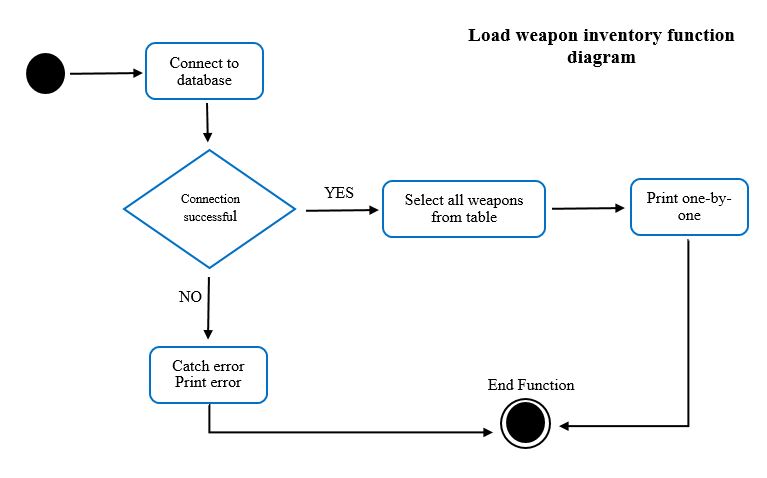 Load weapon inventory function
diagram
Connect to
database
Connection
successful
YES
Select all weapons
from table
Print one-by-
one
NO
Catch error
Print error
End Function